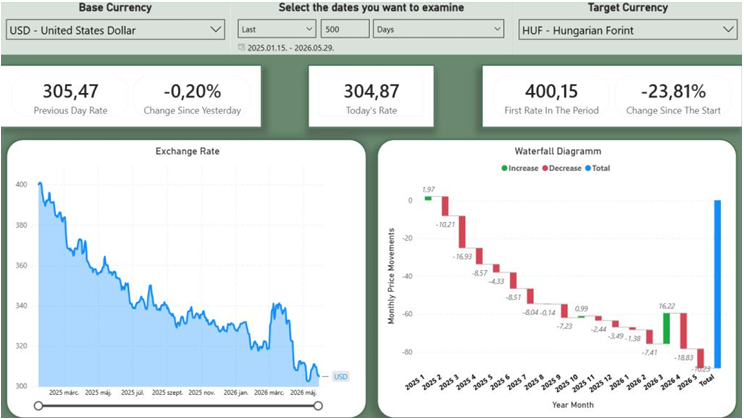 Base Currency
Select the dates you want to examine
Target Currency
USD - United States Dollar
Last
500
Days
HUF - Hungarian Forint
2025.01.15. - 2026.05.29.
305,47
Previous Day Rate
-0,20%
Change Since Yesterday
304,87
Today's Rate
400,15
First Rate In The Period
-23,81%
Change Since The Start
Exchange Rate
400
380
360
340
320
300
USD
2025 márc.
2025 máj.
2025 júl.
2025 szept.
2025 nov.
2026 jan.
2026 márc.
2026 máj.
Waterfall Diagramm
Increase
Decrease
Total
Monthly Price Movements
0
-20
-40
-60
-80
1,97
-10,21
-16,93
-8,57
-4,33
-8,51
-8,04
-0,14
-7,23
0,99
-2,44
-3,49
-1,38
-7,41
16,22
-18,83
-10,23
2025 1
2025 2
2025 3
2025 4
2025 5
2025 6
2025 7
2025 8
2025 9
2025 10
2025 11
2025 12
2026 1
2026 2
2026 3
2026 4
2026 5
Total
Year Month